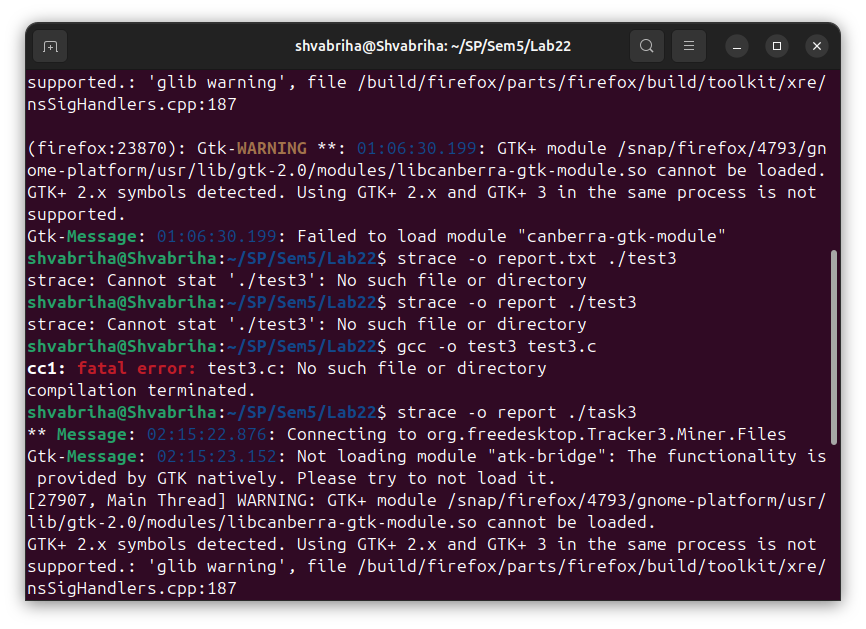 shvabriha@Shvabriha: ~/SP/Sem5/Lab22
supported.: 'glib warning', file /build/firefox/parts/firefox/build/toolkit/xre/
nsSigHandlers.cpp:187
(firefox:23870): Gtk-WARNING **: 01:06:30.199: GTK+ module /snap/firefox/4793/gn
ome-platform/usr/lib/gtk-2.0/modules/libcanberra-gtk-module.so cannot be loaded.
GTK+ 2.x symbols detected. Using GTK+ 2.x and GTK+ 3 in the same process is not
supported.
Gtk-Message: 01:06:30.199: Failed to load module "canberra-gtk-module"
shvabriha@Shvabriha:~/SP/Sem5/Lab22$ strace -o report.txt ./test3
strace: Cannot stat './test3': No such file or directory
shvabriha@Shvabriha:~/SP/Sem5/Lab22$ strace -o report ./test3
strace: Cannot stat './test3': No such file or directory
shvabriha@Shvabriha:~/SP/Sem5/Lab22$ gcc -o test3 test3.c
cc1: fatal error: test3.c: No such file or directory
compilation terminated.
shvabriha@Shvabriha:~/SP/Sem5/Lab22$ strace -o report ./task3
** Message: 02:15:22.876: Connecting to org.freedesktop.Tracker3.Miner.Files
Gtk-Message: 02:15:23.152: Not loading module "atk-bridge": The functionality is
 provided by GTK natively. Please try to not load it.
[27907, Main Thread] WARNING: GTK+ module /snap/firefox/4793/gnome-platform/usr/
lib/gtk-2.0/modules/libcanberra-gtk-module.so cannot be loaded.
GTK+ 2.x symbols detected. Using GTK+ 2.x and GTK+ 3 in the same process is not
supported.: 'glib warning', file /build/firefox/parts/firefox/build/toolkit/xre/
nsSigHandlers.cpp:187